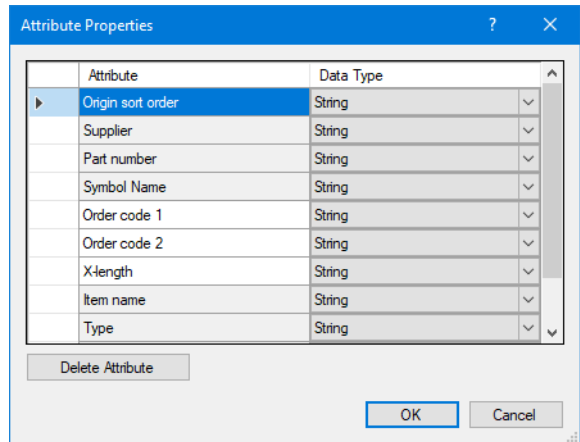 Attribute Properties ? ×
Attribute Data Type
Origin sort order String
Supplier String
Part number String
Symbol Name String
Order code 1 String
Order code 2 String
X-length String
Item name String
Type String
Delete Attribute
OK Cancel